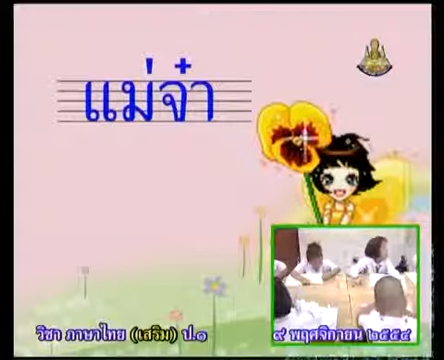 แม่จ๋า
วิชา ภาษาไทย (เสริม) ป.๑
๙ พฤศจิกายน ๒๕๕๔